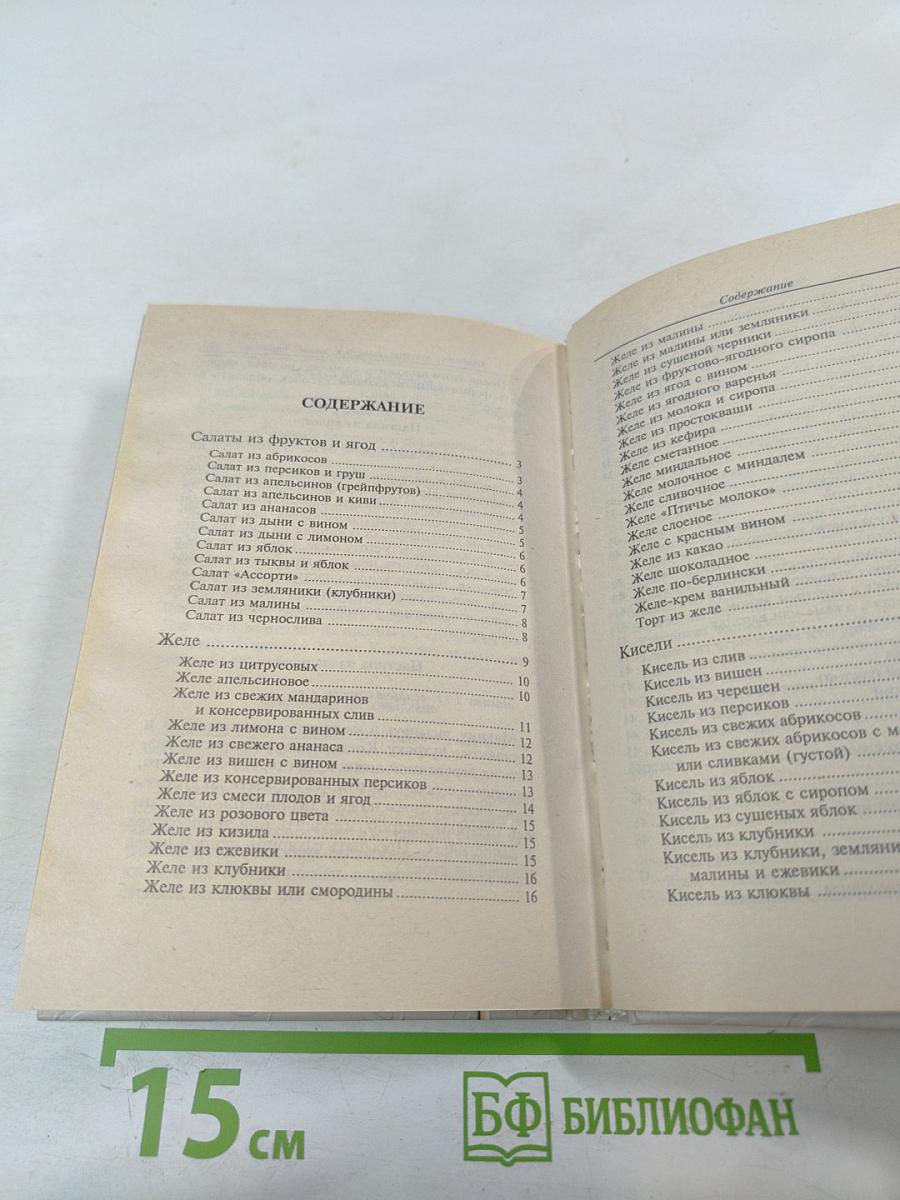 СОДЕРЖАНИЕ
Салаты из фруктов и ягод ........ 3
Салат из абрикосов ........ 3
Салат из персиков и груш ........ 4
Салат из апельсинов (грейпфрутов) ........ 4
Салат из апельсинов и киви ........ 4
Салат из ананасов ........ 5
Салат из дыни с вином ........ 5
Салат из дыни с лимоном ........ 6
Салат из яблок ........ 6
Салат из тыквы и яблок ........ 6
Салат «Ассорти» ........ 7
Салат из земляники (клубники) ........ 7
Салат из малины ........ 8
Салат из чернослива ........ 8
Желе ........ 9
Желе из цитрусовых ........ 10
Желе апельсиновое ........ 10
Желе из свежих мандаринов
и консервированных слив ........ 11
Желе из лимона с вином ........ 12
Желе из свежего ананаса ........ 12
Желе из вишен с вином ........ 13
Желе из консервированных персиков ........ 13
Желе из смеси плодов и ягод ........ 14
Желе из розового цвета ........ 15
Желе из кизила ........ 15
Желе из ежевики ........ 15
Желе из клубники ........ 16
Желе из клюквы или смородины ........ 16
Содержание
Желе из малины ........
Желе из малины или земляники ........
Желе из сушеной черники ........
Желе из фруктово-ягодного сиропа ........
Желе из ягод с вином ........
Желе из ягодного варенья ........
Желе из молока и сиропа ........
Желе из простокваши ........
Желе из кефира ........
Желе сметанное ........
Желе миндальное ........
Желе молочное с миндалем ........
Желе сливочное ........
Желе «Птичье молоко» ........
Желе слоеное ........
Желе с красным вином ........
Желе из какао ........
Желе шоколадное ........
Желе по-берлински ........
Желе-крем ванильный ........
Торт из желе ........
Кисели ........
Кисель из слив ........
Кисель из вишен ........
Кисель из черешен ........
Кисель из персиков ........
Кисель из свежих абрикосов ........
Кисель из свежих абрикосов с
или сливками (густой) ........
Кисель из яблок ........
Кисель из яблок с сиропом ........
Кисель из сушеных яблок ........
Кисель из клубники ........
Кисель из клубники,
малины и ежевики ........
Кисель из клюквы ........
15 см
БФ БИБЛИОФАН